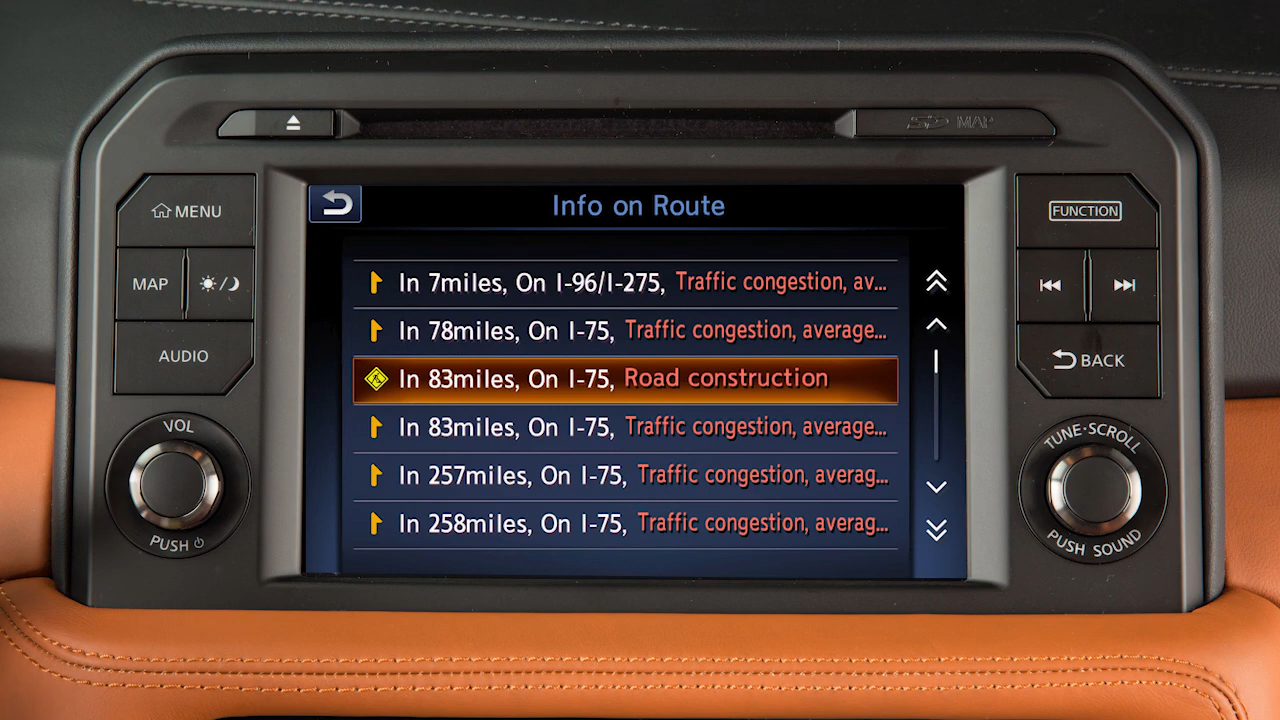 SD MAP
Info on Route
MENU
MAP
AUDIO
VOL
PUSH
In 7miles, On I-96/I-275, Traffic congestion, av...
In 78miles, On I-75, Traffic congestion, average...
In 83miles, On I-75, Road construction
In 83miles, On I-75, Traffic congestion, average...
In 257miles, On I-75, Traffic congestion, averag...
In 258miles, On I-75, Traffic congestion, averag...
FUNCTION
BACK
TUNE·SCROLL
PUSH SOUND